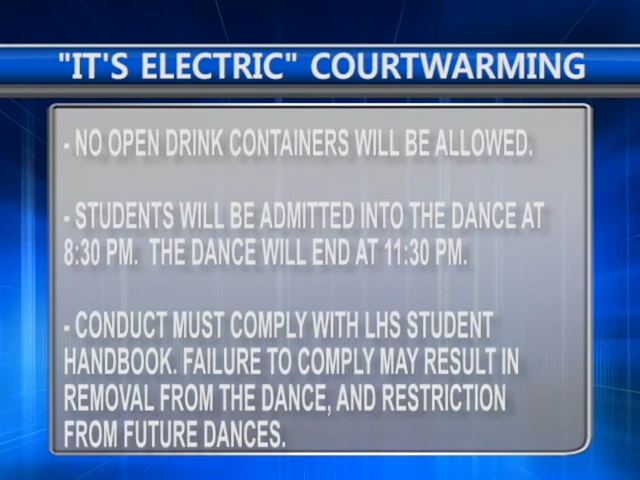 "IT'S ELECTRIC" COURTWARMING
- NO OPEN DRINK CONTAINERS WILL BE ALLOWED.
- STUDENTS WILL BE ADMITTED INTO THE DANCE AT
8:30 PM.  THE DANCE WILL END AT 11:30 PM.
- CONDUCT MUST COMPLY WITH LHS STUDENT
HANDBOOK. FAILURE TO COMPLY MAY RESULT IN
REMOVAL FROM THE DANCE, AND RESTRICTION
FROM FUTURE DANCES.